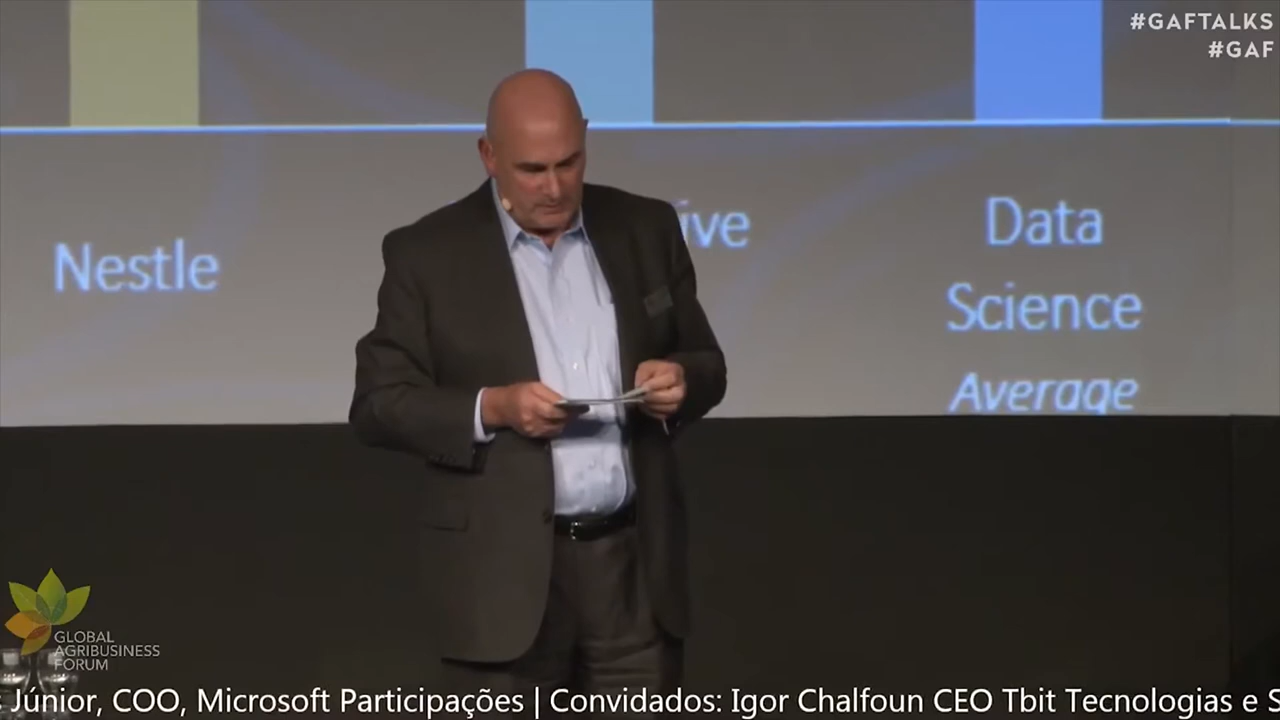 #GAFTALKS
#GAF
Nestle
Data
Science
Average
GLOBAL
AGRIBUSINESS
FORUM
Júnior, COO, Microsoft Participações | Convidados: Igor Chalfoun CEO Tbit Tecnologias e S